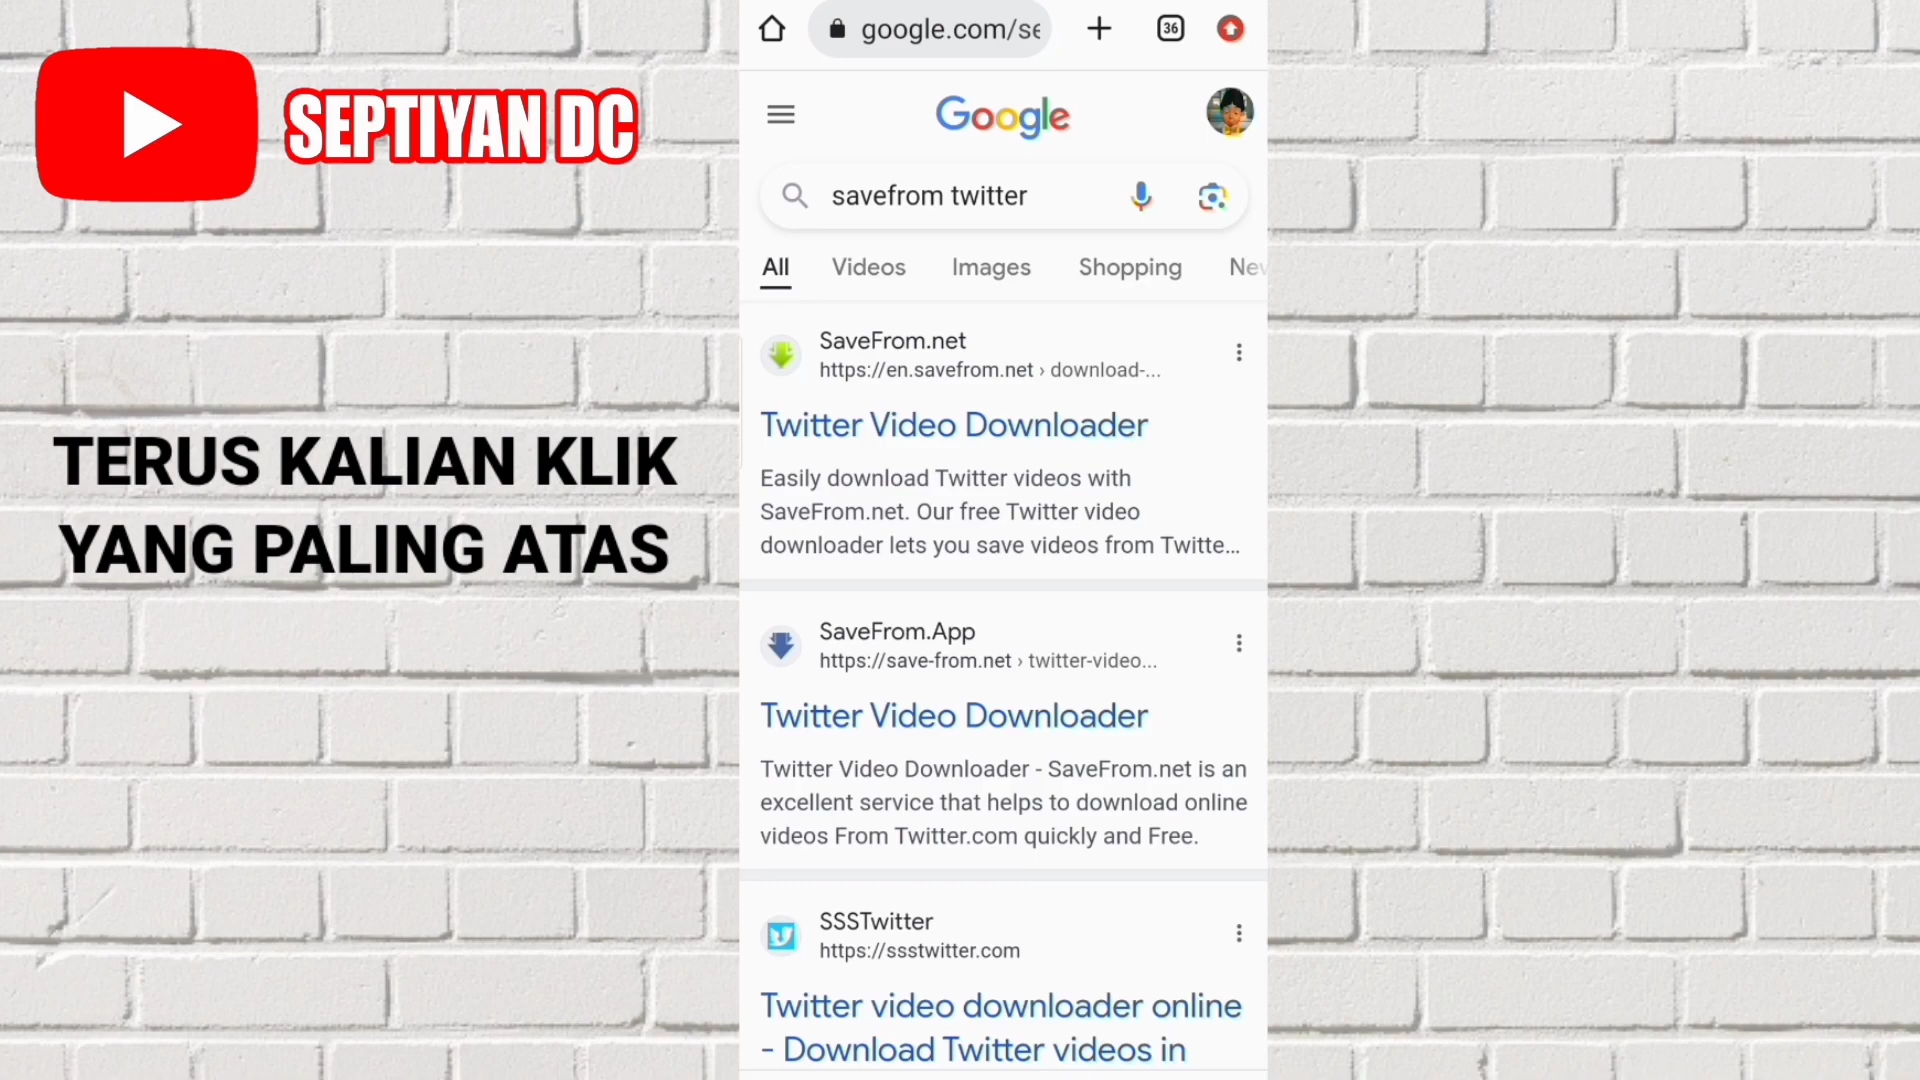 SEPTIYAN DC
TERUS KALIAN KLIK
YANG PALING ATAS
google.com/se
36
Google
savefrom twitter
All Videos Images Shopping New
SaveFrom.net
https://en.savefrom.net › download-...
Twitter Video Downloader
Easily download Twitter videos with
SaveFrom.net. Our free Twitter video
downloader lets you save videos from Twitte...
SaveFrom.App
https://save-from.net › twitter-video...
Twitter Video Downloader
Twitter Video Downloader - SaveFrom.net is an
excellent service that helps to download online
videos From Twitter.com quickly and Free.
SSSTwitter
https://ssstwitter.com
Twitter video downloader online
- Download Twitter videos in